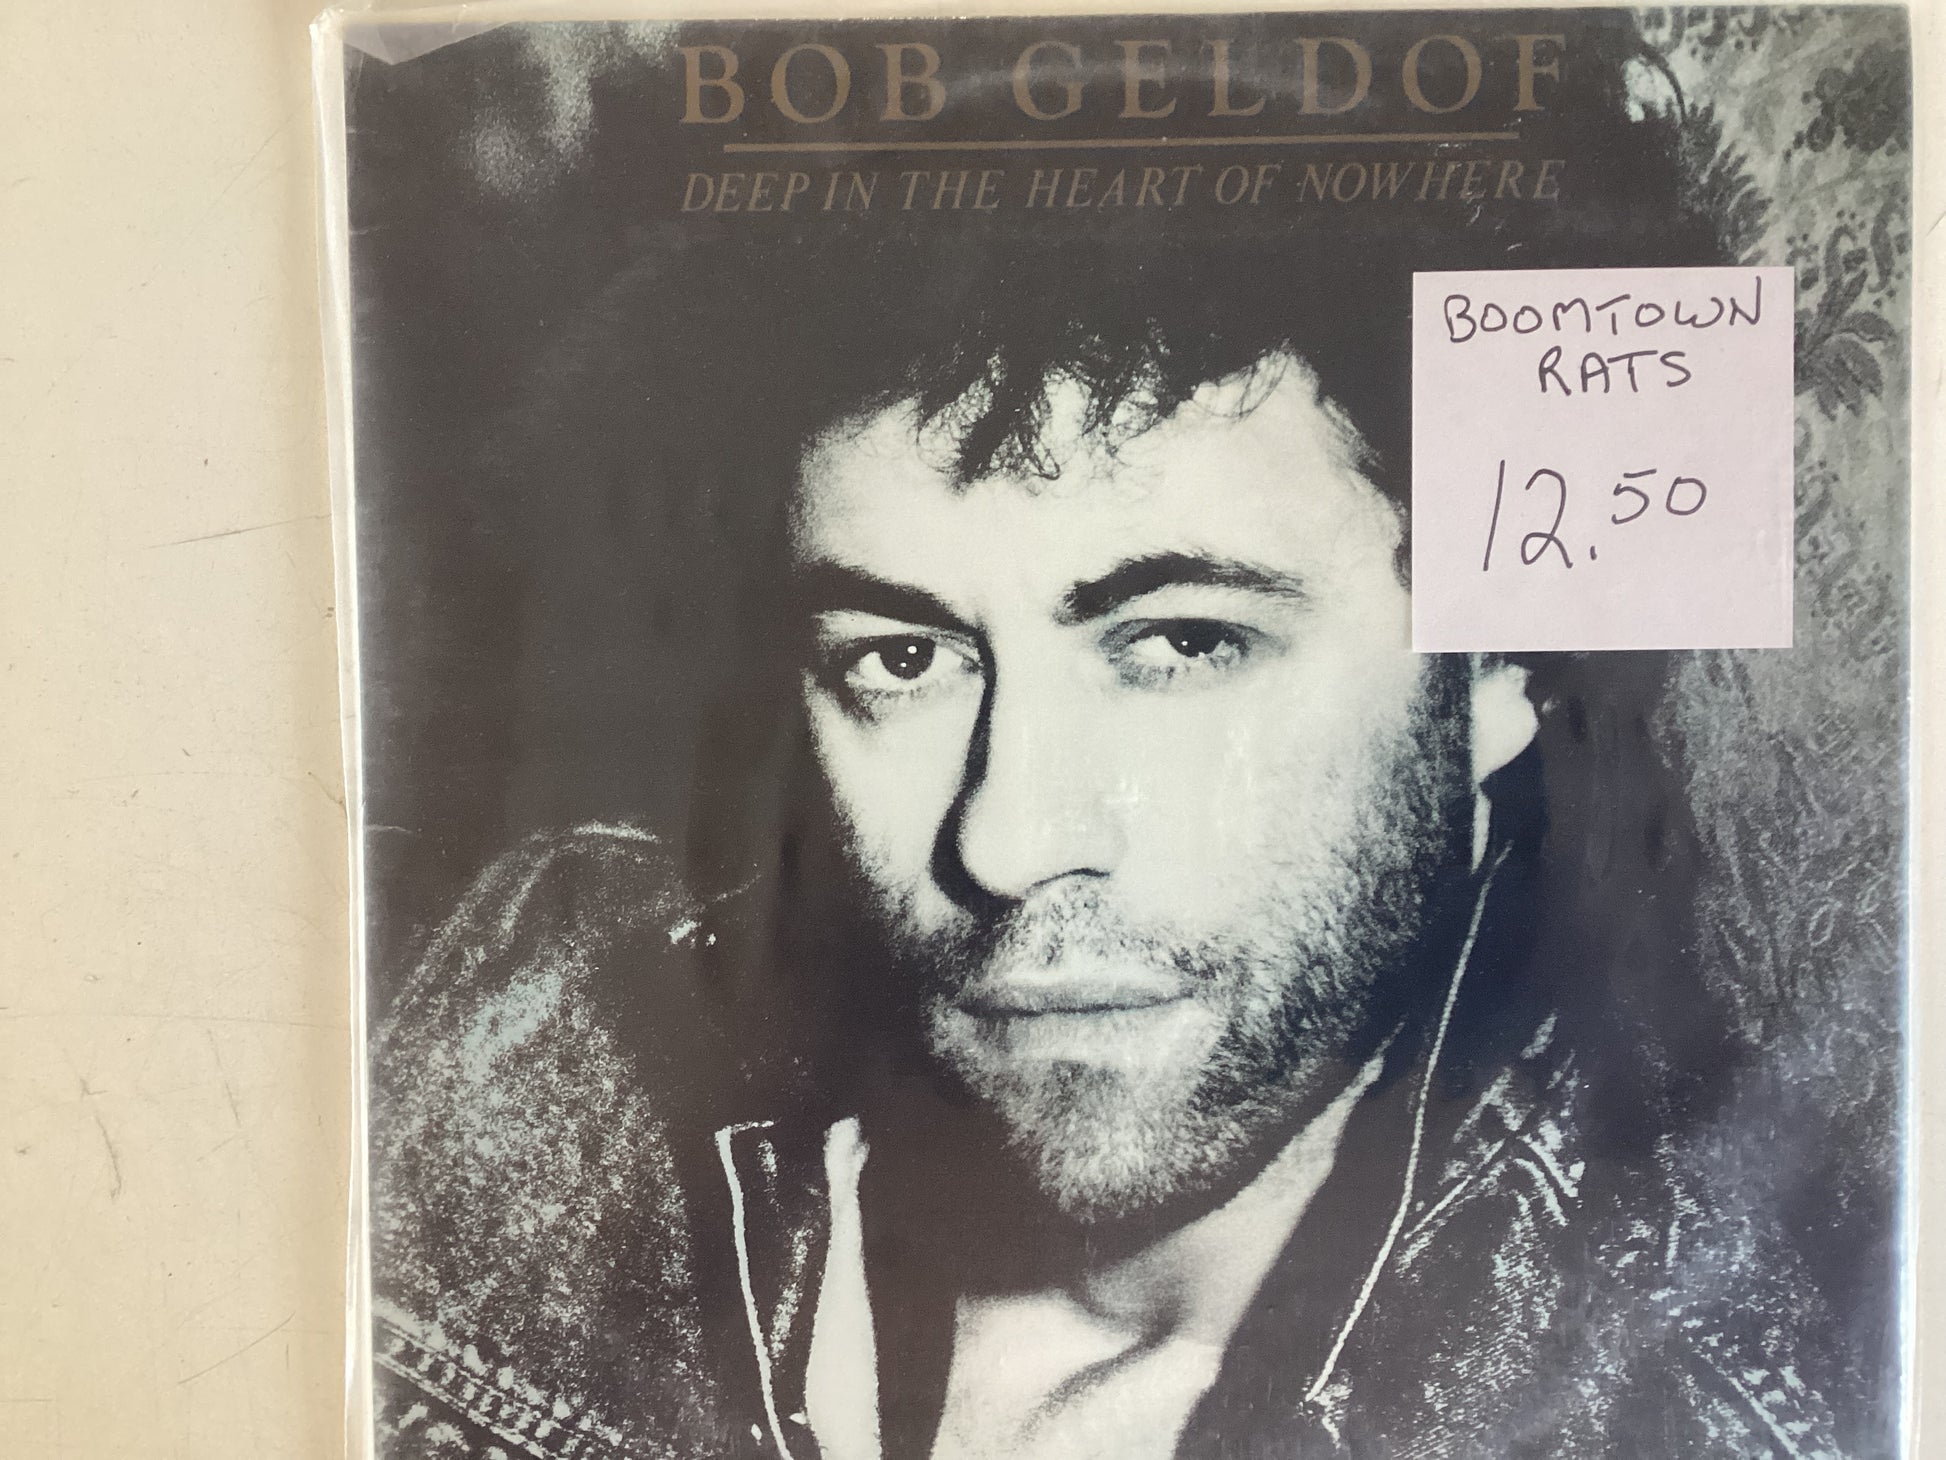 BOB GELDOF
DEEP IN THE HEART OF NOWHERE
BOOMTOWN
RATS
12.50